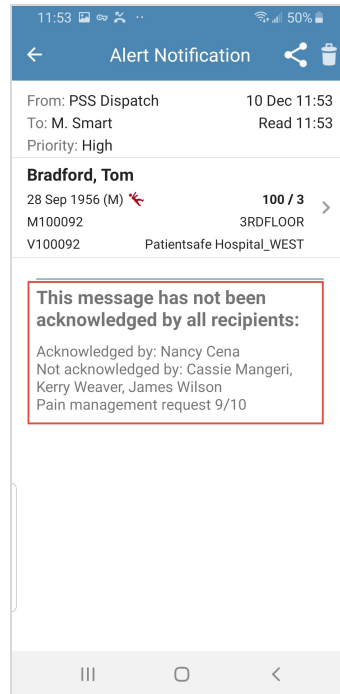 11:53 50%
Alert Notification
From: PSS Dispatch 10 Dec 11:53
To: M. Smart Read 11:53
Priority: High
Bradford, Tom
28 Sep 1956 (M) 100 / 3
M100092 3RDFLOOR
V100092 Patientsafe Hospital_WEST
This message has not been
acknowledged by all recipients:
Acknowledged by: Nancy Cena
Not acknowledged by: Cassie Mangeri,
Kerry Weaver, James Wilson
Pain management request 9/10